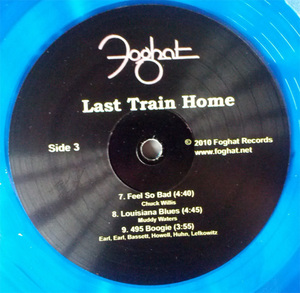 Foghat
Last Train Home
Side 3
© 2010 Foghat Records
www.foghat.net
7. Feel So Bad (4:40)
Chuck Willis
8. Louisiana Blues (4:45)
Muddy Waters
9. 495 Boogie (3:55)
Earl, Earl, Bassett, Howell, Huhn, Lefkowitz